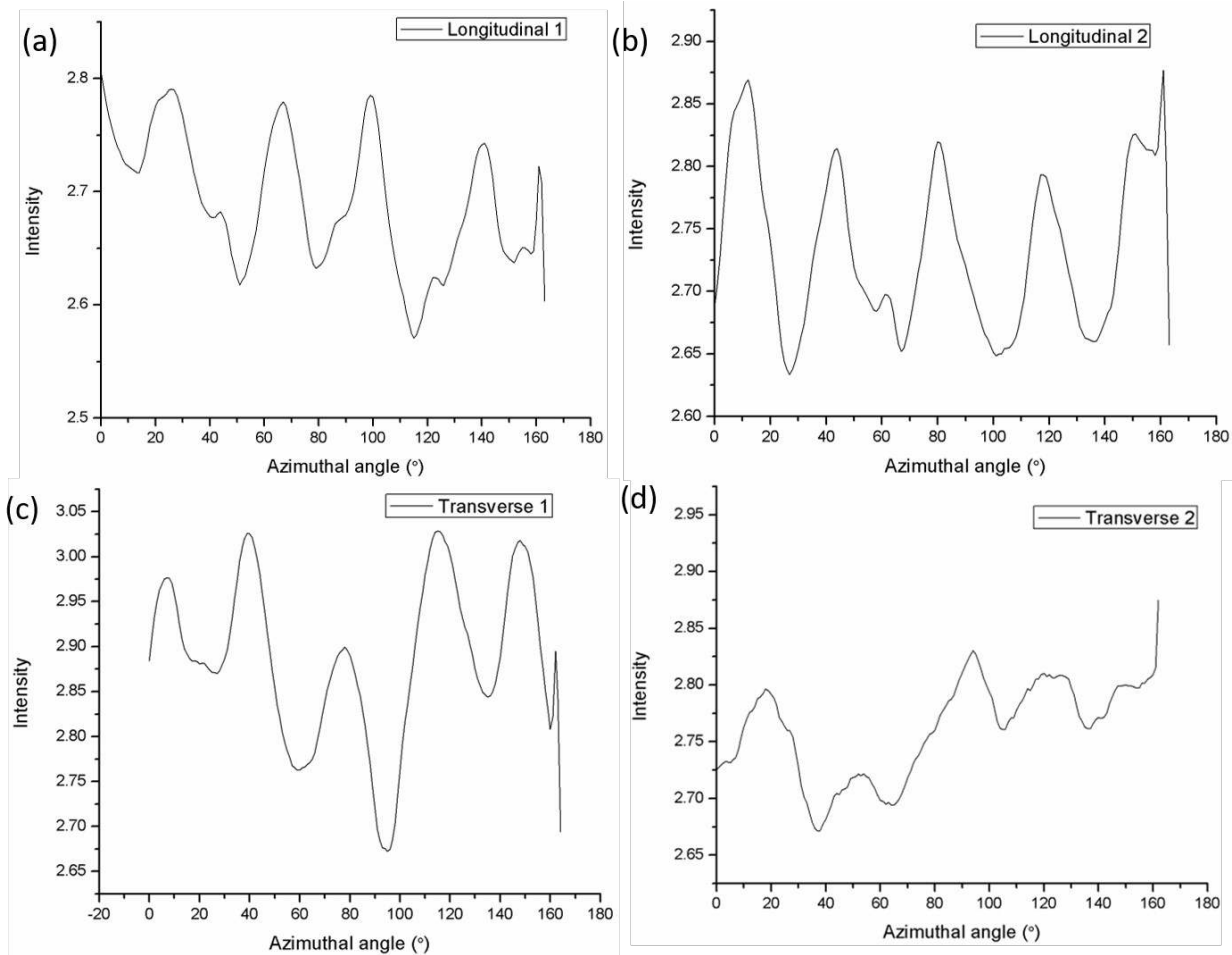 (a)
Longitudinal 1
2.8
2.7
2.6
2.5
Intensity
0 20 40 60 80 100 120 140 160 180
Azimuthal angle (°)
(b)
Longitudinal 2
2.90
2.85
2.80
2.75
2.70
2.65
2.60
Intensity
0 20 40 60 80 100 120 140 160 180
Azimuthal angle (°)
(c)
Transverse 1
3.05
3.00
2.95
2.90
2.85
2.80
2.75
2.70
2.65
Intensity
-20 0 20 40 60 80 100 120 140 160 180
Azimuthal angle (°)
(d)
Transverse 2
2.95
2.90
2.85
2.80
2.75
2.70
2.65
Intensity
0 20 40 60 80 100 120 140 160 180
Azimuthal angle (°)